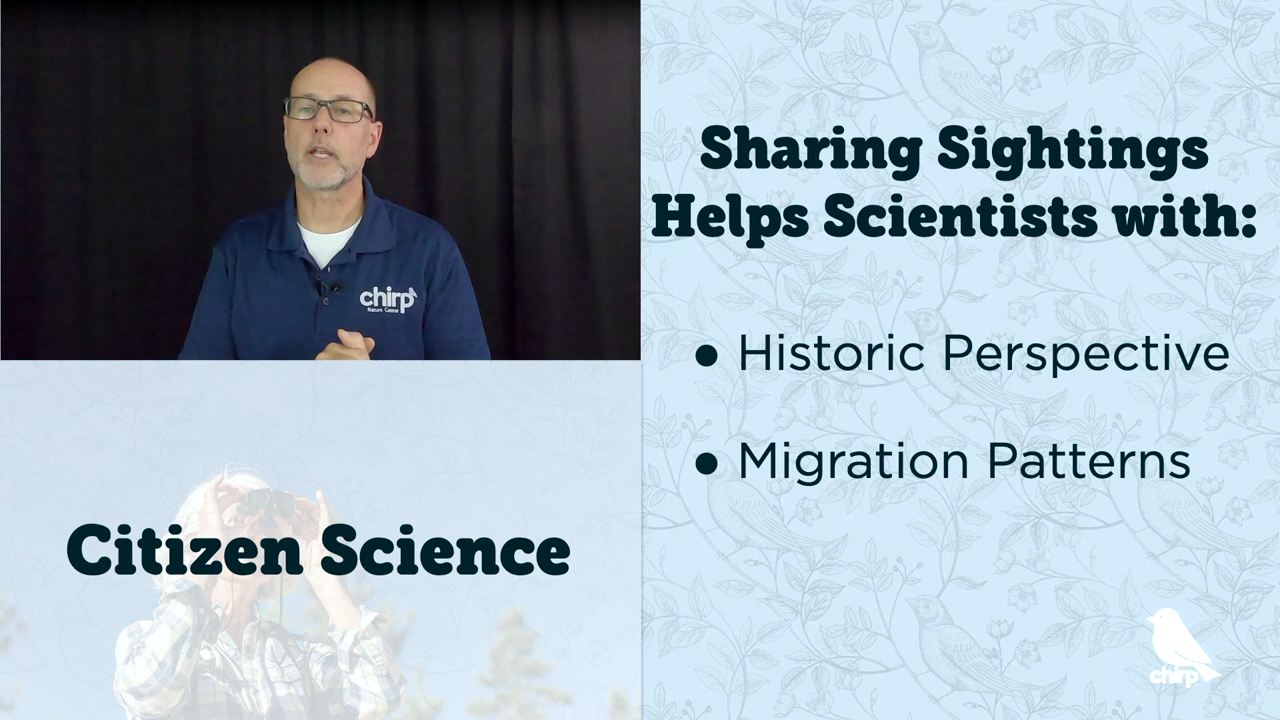 chirp
Nature Center
Sharing Sightings
Helps Scientists with:
● Historic Perspective
● Migration Patterns
Citizen Science
chirp